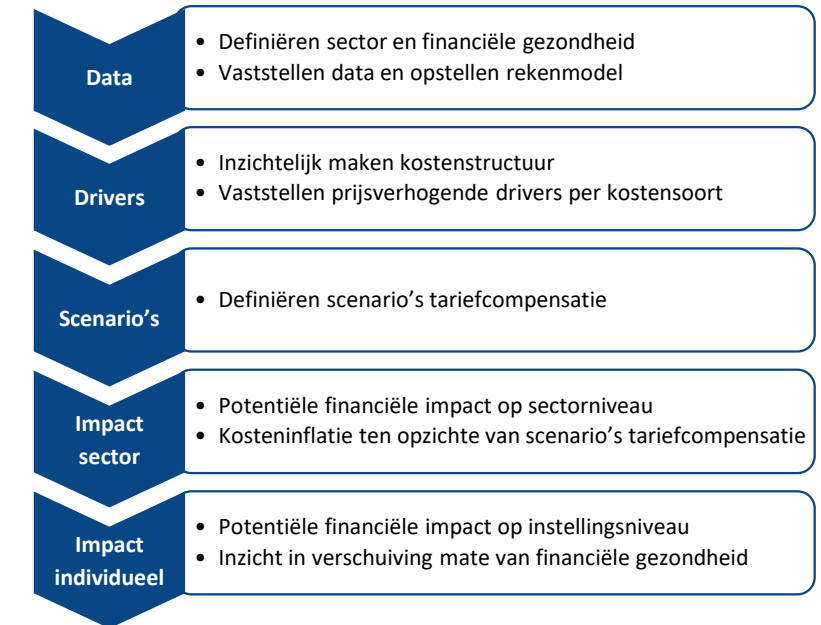 Data
• Definiëren sector en financiële gezondheid
• Vaststellen data en opstellen rekenmodel
Drivers
• Inzichtelijk maken kostenstructuur
• Vaststellen prijsverhogende drivers per kostensoort
Scenario’s
• Definiëren scenario’s tariefcompensatie
Impact
sector
• Potentiële financiële impact op sectorniveau
• Kosteninflatie ten opzichte van scenario’s tariefcompensatie
Impact
individueel
• Potentiële financiële impact op instellingsniveau
• Inzicht in verschuiving mate van financiële gezondheid